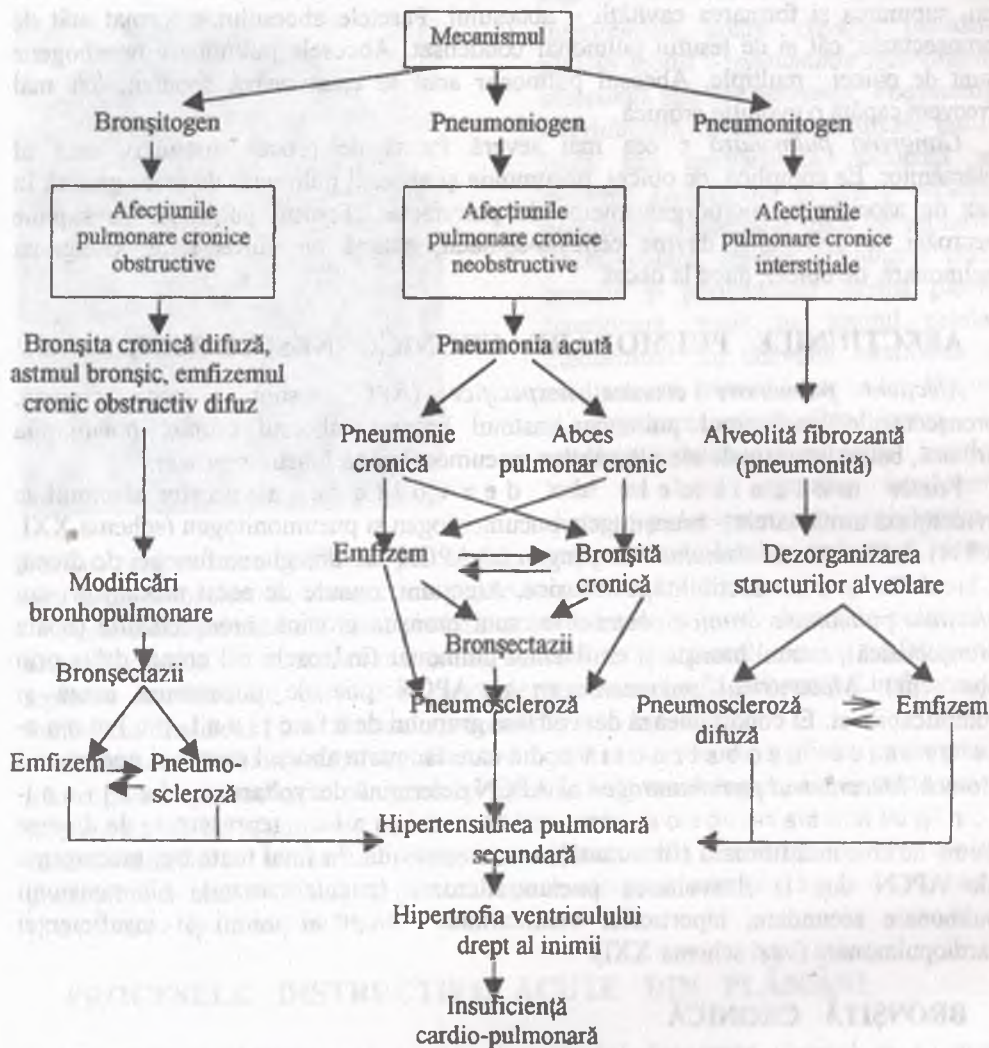 Mecanismul
Bronşitogen
Pneumoniogen
Pneumonitogen
Afecţiunile
pulmonare cronice
obstructive
Afecţiunile
pulmonare cronice
neobstructive
Afecţiunile
pulmonare cronice
interstiţiale
Bronşita cronică difuză,
astmul bronşic, emfizemul
cronic obstructiv difuz
Pneumonia acută
Pneumonie
cronică
Abces
pulmonar cronic
Alveolită fibrozantă
(pneumonită)
Emfizem
Bronşită
cronică
Dezorganizarea
structurilor alveolare
Modificări
bronhopulmonare
Bronşectazii
Bronşectazii
Pneumoscleroză
Pneumoscleroză
difuză
Emfizem
Emfizem
Pneumo-
scleroză
Hipertensiunea pulmonară
secundară
Hipertrofia ventriculului
drept al inimii
Insuficienţă
cardio-pulmonară